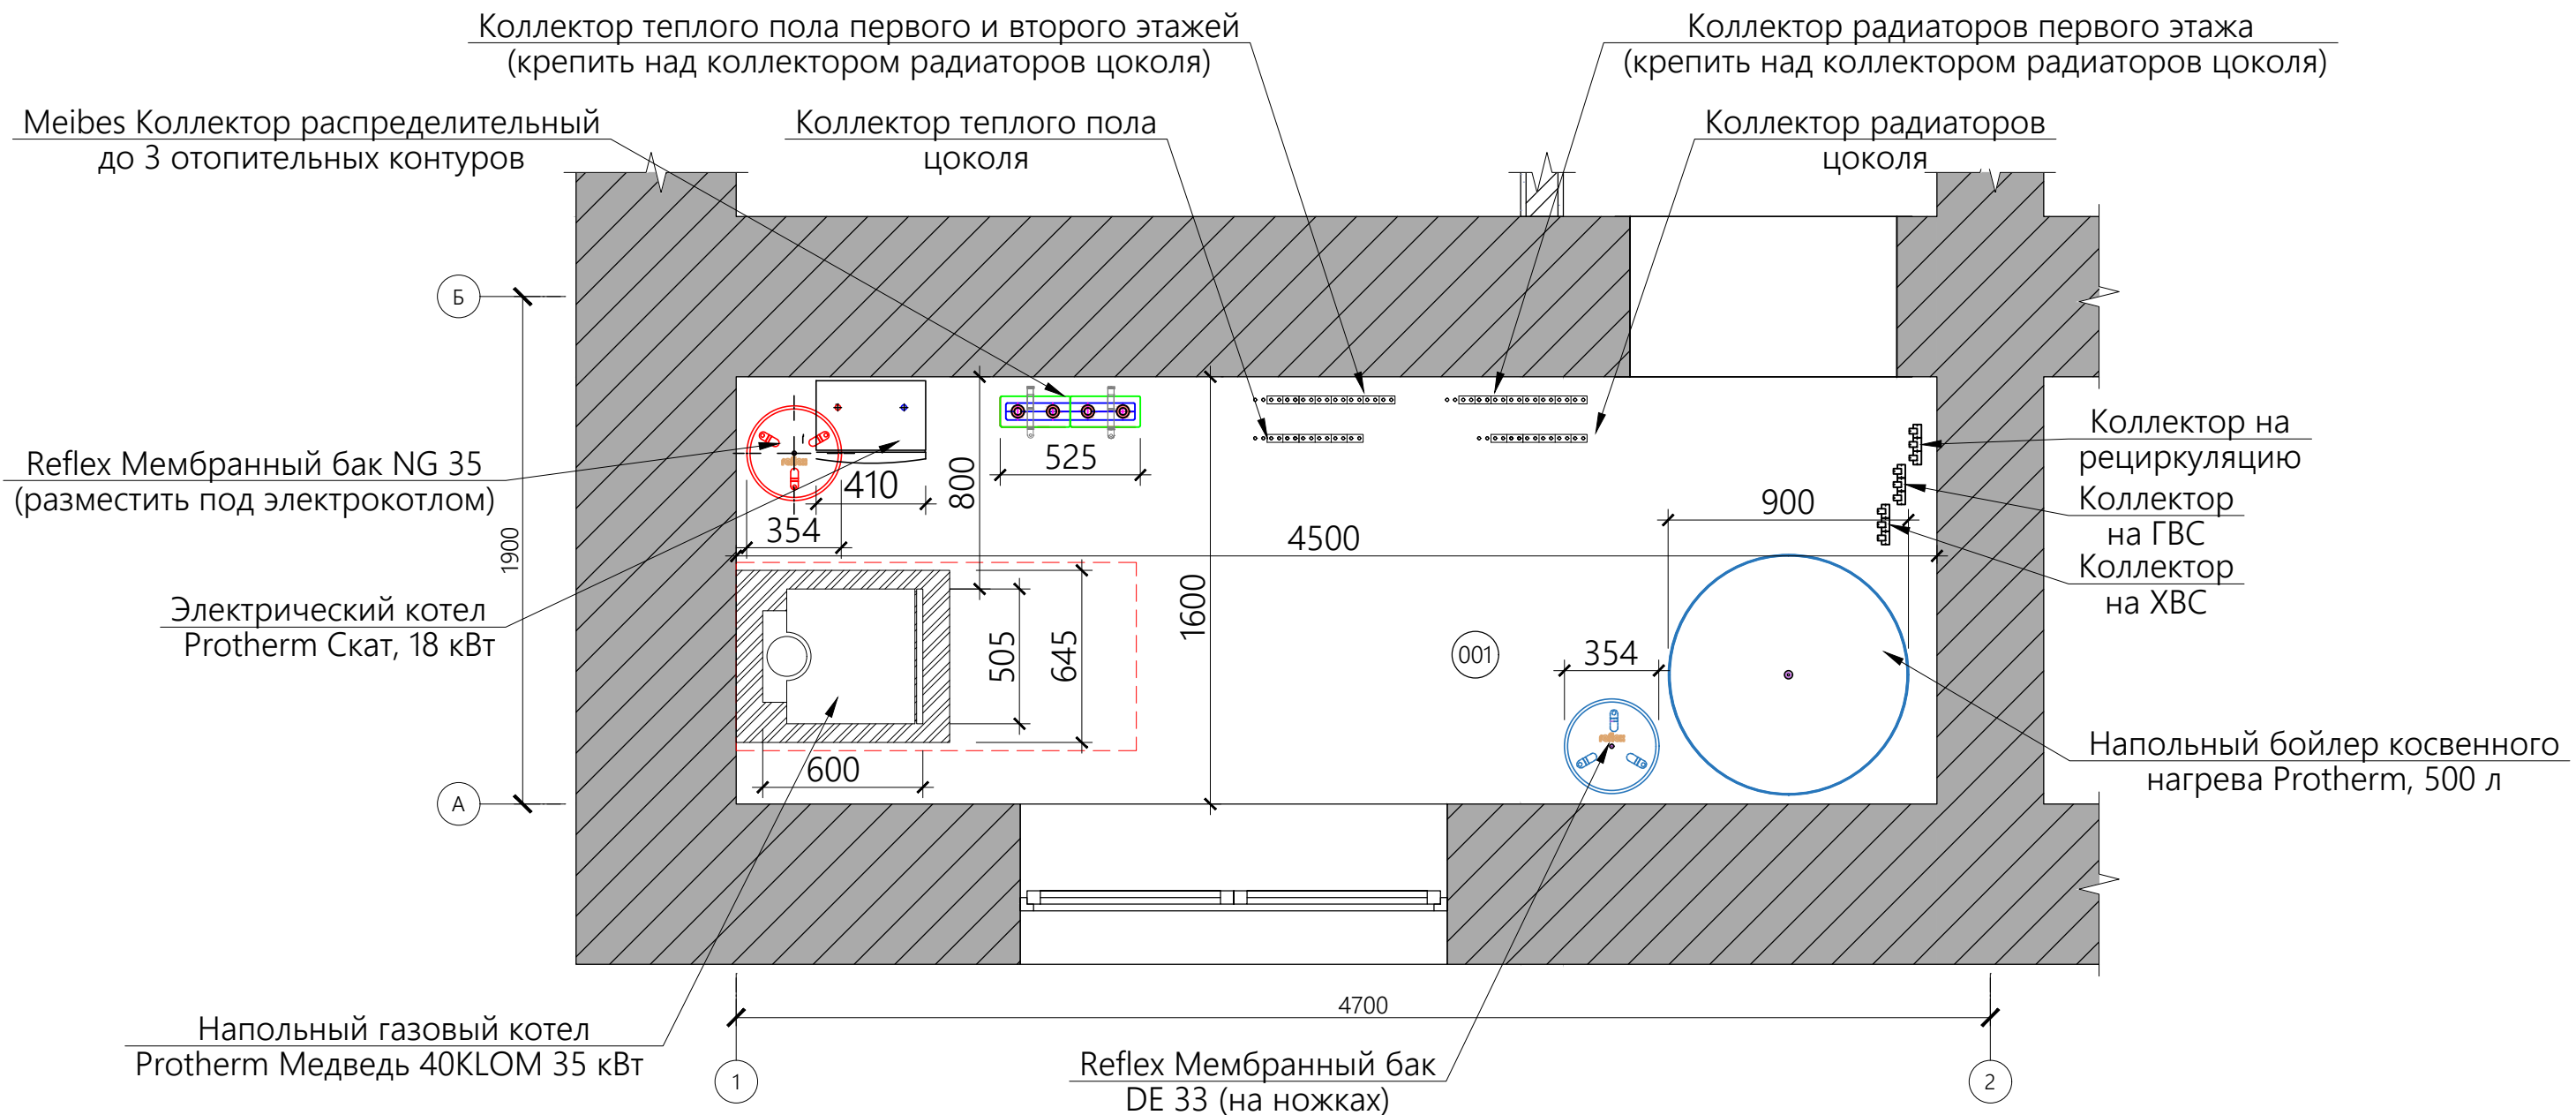 Коллектор теплого пола первого и второго этажей
(крепить над коллектором радиаторов цоколя)
Коллектор радиаторов первого этажа
(крепить над коллектором радиаторов цоколя)
Meibes Коллектор распределительный
до 3 отопительных контуров
Коллектор теплого пола
цоколя
Коллектор радиаторов
цоколя
Б
Reflex Мембранный бак NG 35
(разместить под электрокотлом)
1900
Электрический котел
Protherm Скат, 18 кВт
А
410
354
800
525
4500
1600
900
505
645
600
001
354
Коллектор на
рециркуляцию
Коллектор
на ГВС
Коллектор
на ХВС
Напольный бойлер косвенного
нагрева Protherm, 500 л
4700
Напольный газовый котел
Protherm Медведь 40KLOM 35 кВт
1
Reflex Мембранный бак
DE 33 (на ножках)
2